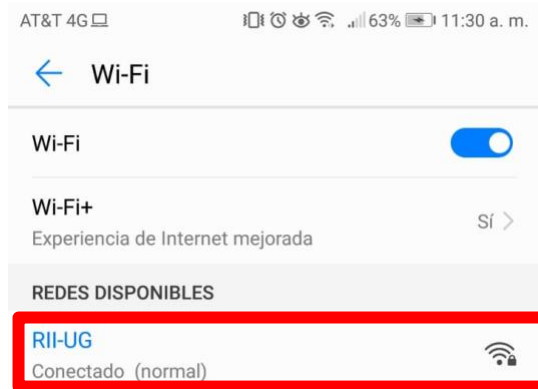 AT&T 4G 63% 11:30 a. m.
Wi-Fi
Wi-Fi
Wi-Fi+
Sí
Experiencia de Internet mejorada
REDES DISPONIBLES
RII-UG
Conectado (normal)